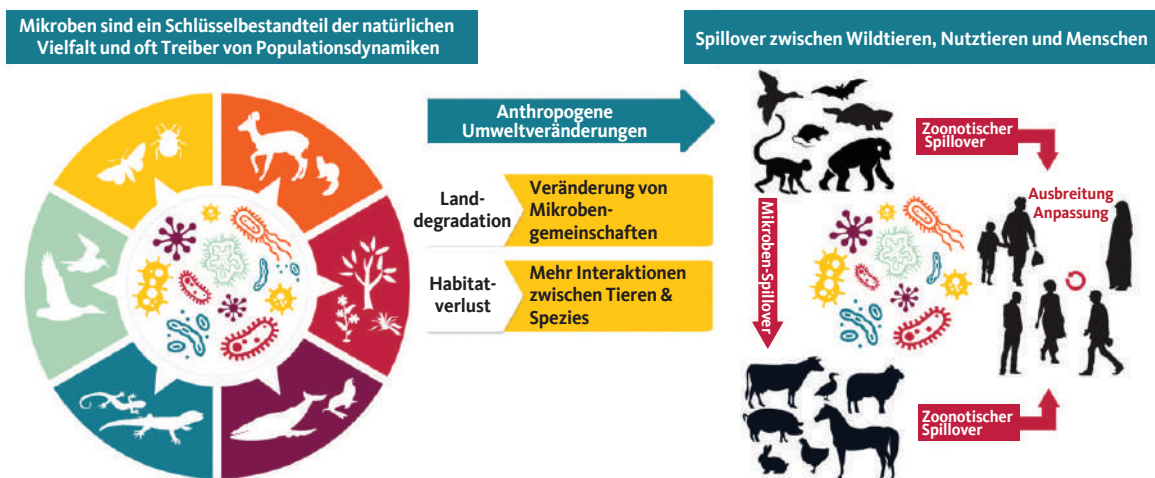 Mikroben sind ein Schlüsselbestandteil der natürlichen
Vielfalt und oft Treiber von Populationsdynamiken
Spillover zwischen Wildtieren, Nutztieren und Menschen
Anthropogene
Umweltveränderungen
Land-
degradation
Veränderung von
Mikroben-
gemeinschaften
Habitat-
verlust
Mehr Interaktionen
zwischen Tieren &
Spezies
Zoonotischer
Spillover
Mikroben-Spillover
Ausbreitung
Anpassung
Zoonotischer
Spillover